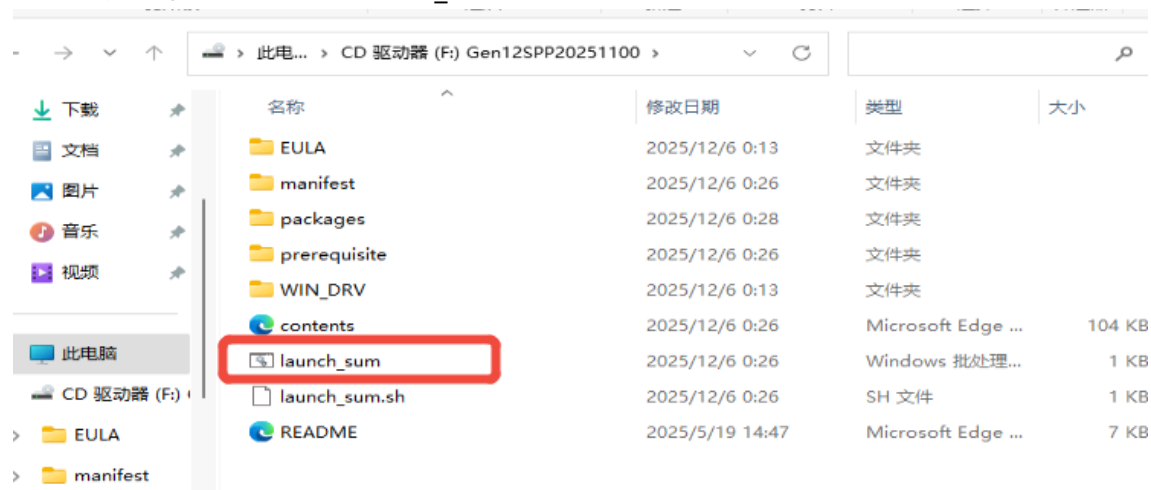 此电... › CD 驱动器 (F:) Gen12SPP20251100 ›
下载
文档
图片
音乐
视频
此电脑
CD 驱动器 (F:)
EULA
manifest
名称 修改日期 类型 大小
EULA 2025/12/6 0:13 文件夹
manifest 2025/12/6 0:26 文件夹
packages 2025/12/6 0:28 文件夹
prerequisite 2025/12/6 0:26 文件夹
WIN_DRV 2025/12/6 0:13 文件夹
contents 2025/12/6 0:26 Microsoft Edge ... 104 KB
launch_sum 2025/12/6 0:26 Windows 批处理... 1 KB
launch_sum.sh 2025/12/6 0:26 SH 文件 1 KB
README 2025/5/19 14:47 Microsoft Edge ... 7 KB